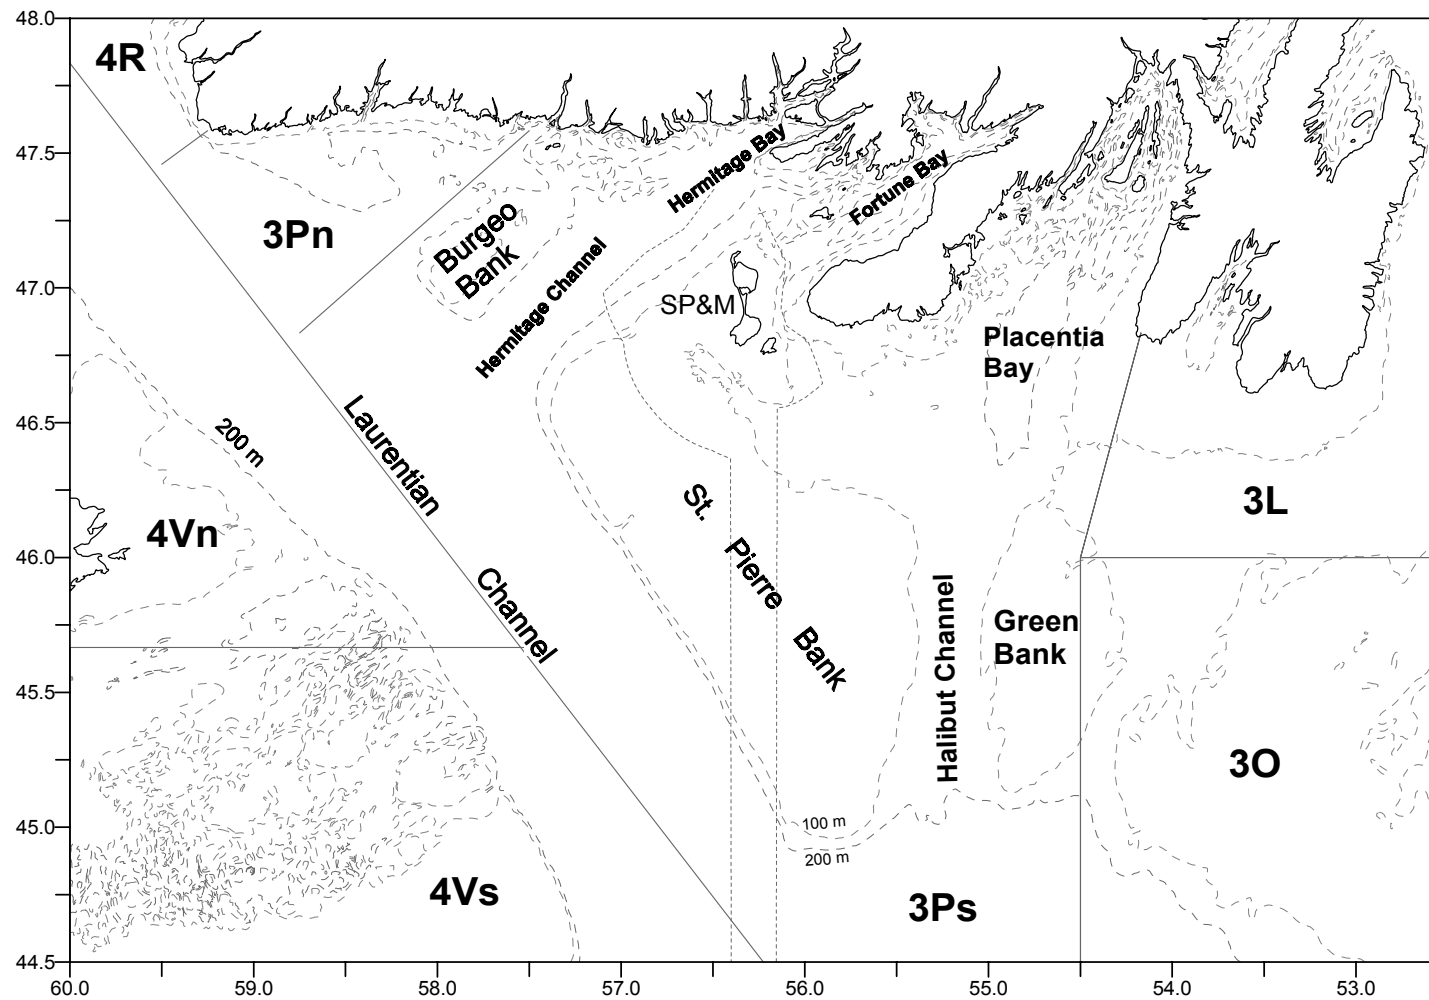 48.0
4R
47.5
Hermitage Bay
Fortune Bay
3Pn
Burgeo
Bank
Hermitage Channel
47.0
SP&M
Placentia
Bay
46.5
200 m
Laurentian
Channel
St.
Pierre
Bank
3L
4Vn
46.0
Halibut Channel
Green
Bank
45.5
3O
45.0
100 m
200 m
4Vs
3Ps
44.5
60.0
59.0
58.0
57.0
56.0
55.0
54.0
53.0